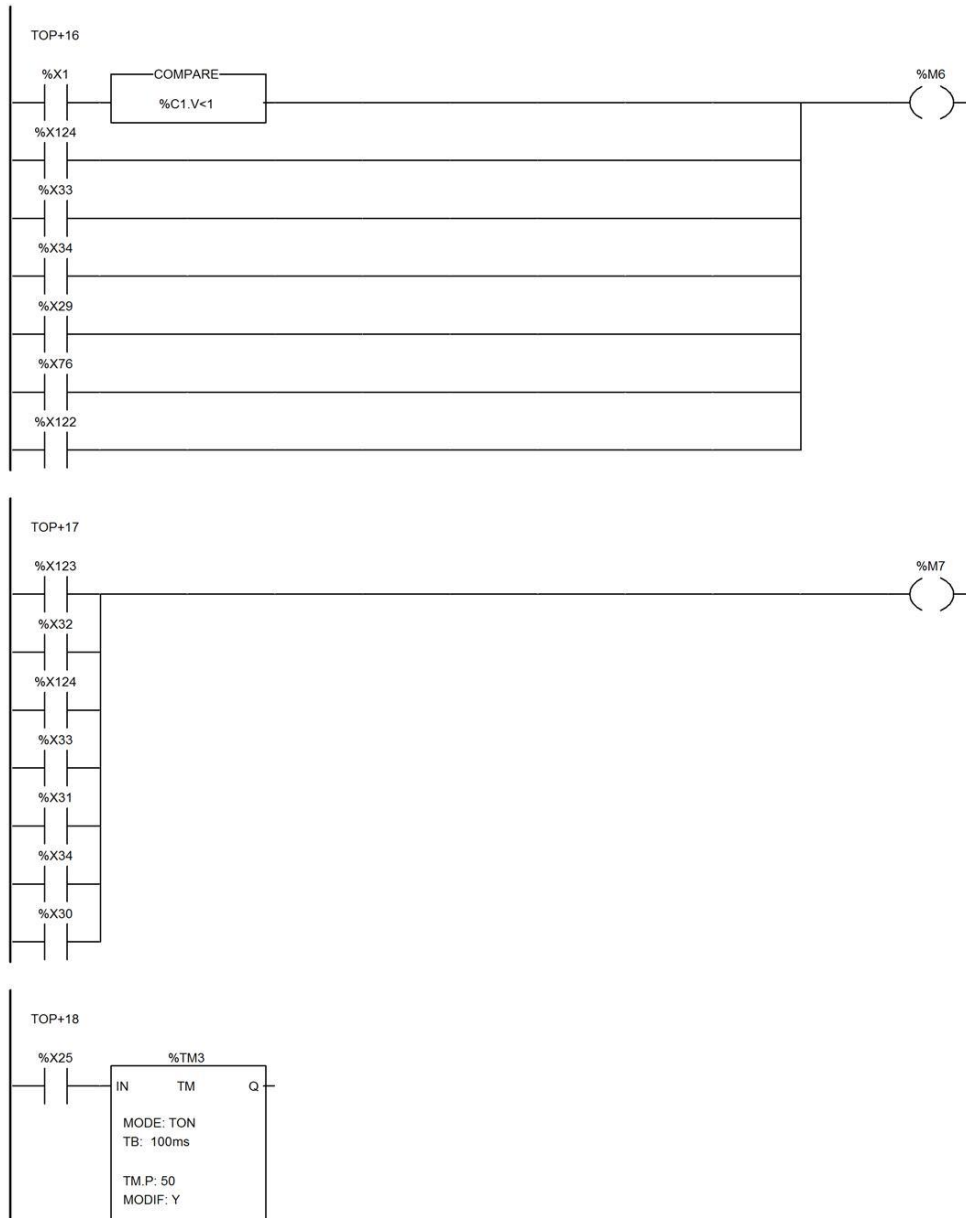 TOP+16
%X1 COMPARE %M6
%C1.V<1
%X124
%X33
%X34
%X29
%X76
%X122
TOP+17
%X123 %M7
%X32
%X124
%X33
%X31
%X34
%X30
TOP+18
%X25 %TM3
IN TM Q
MODE: TON
TB: 100ms
TM.P: 50
MODIF: Y